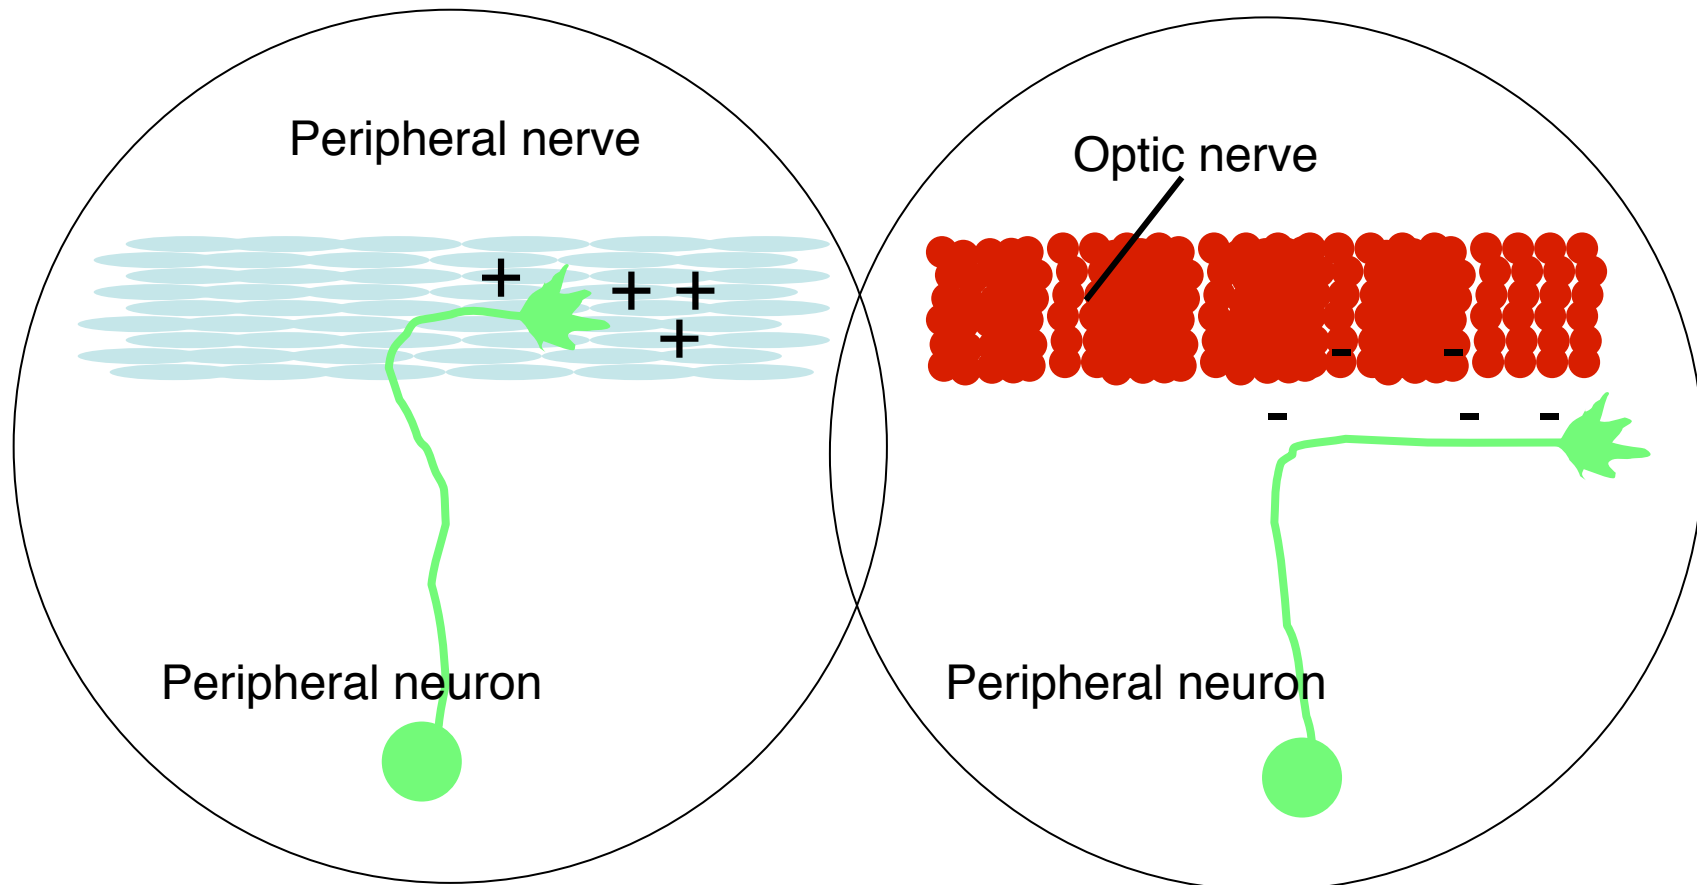 Peripheral nerve
Optic nerve
+ + +
+
- -
- - -
Peripheral neuron
Peripheral neuron